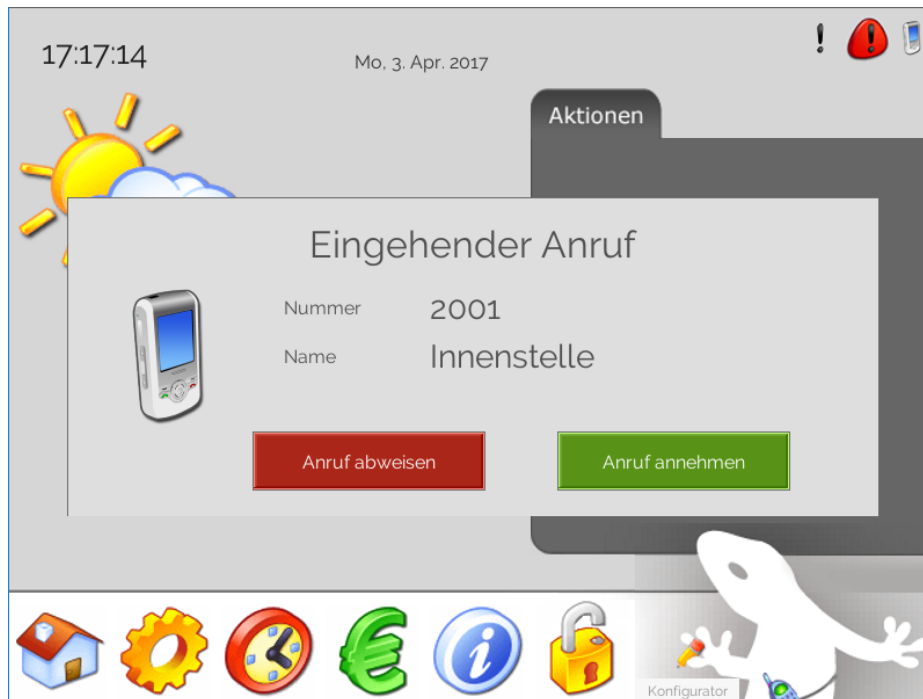 17:17:14
Mo, 3. Apr. 2017
Aktionen
Eingehender Anruf
Nummer 2001
Name Innenstelle
Anruf abweisen
Anruf annehmen
Konfigurator